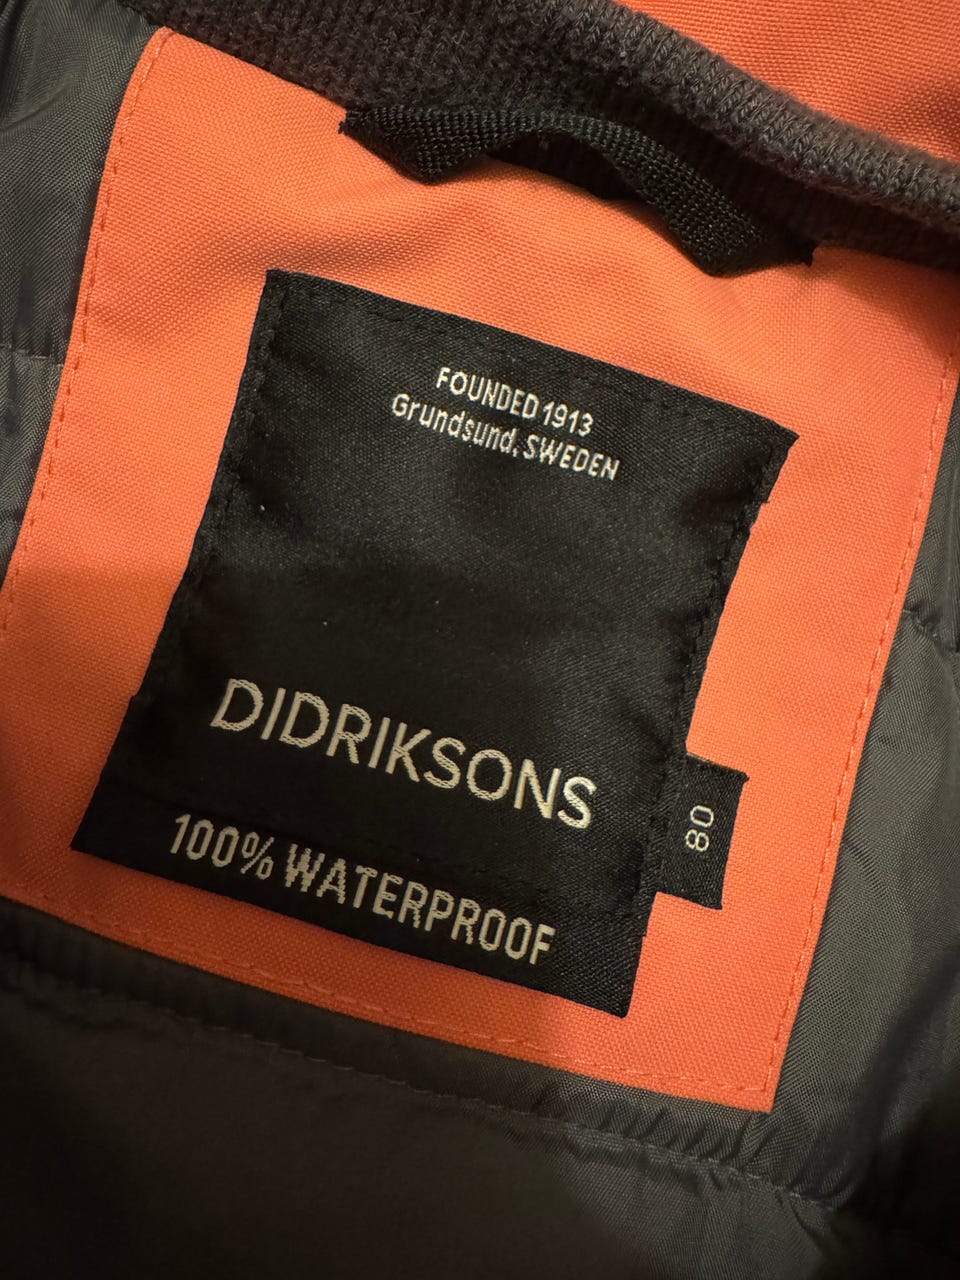 FOUNDED 1913
Grundsund, SWEDEN
DIDRIKSONS
100% WATERPROOF
80